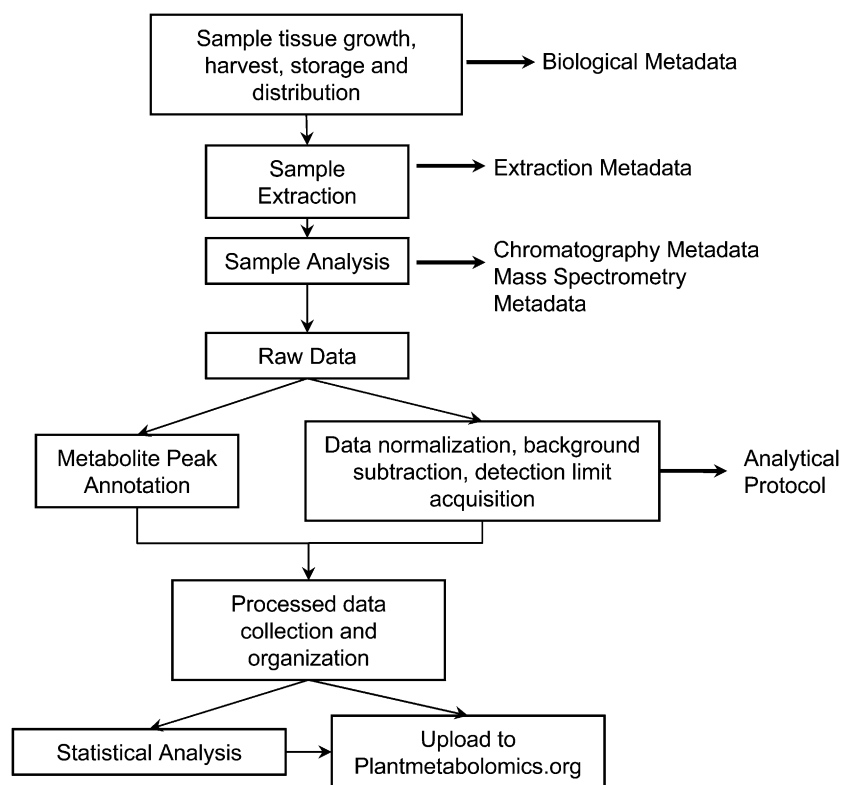 Sample tissue growth,
harvest, storage and
distribution
Biological Metadata
Sample
Extraction
Extraction Metadata
Sample Analysis
Chromatography Metadata
Mass Spectrometry
Metadata
Raw Data
Metabolite Peak
Annotation
Data normalization, background
subtraction, detection limit
acquisition
Analytical
Protocol
Processed data
collection and
organization
Statistical Analysis
Upload to
Plantmetabolomics.org